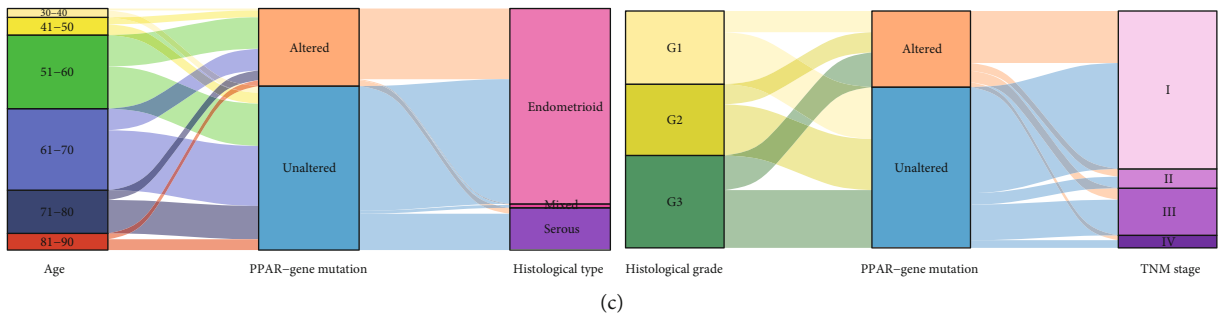 30−40
41−50
51−60
61−70
71−80
81−90
Altered
Unaltered
Endometrioid
Mixed
Serous
Age
PPAR−gene mutation
Histological type
G1
G2
G3
Altered
Unaltered
I
II
III
IV
Histological grade
PPAR−gene mutation
TNM stage
(c)